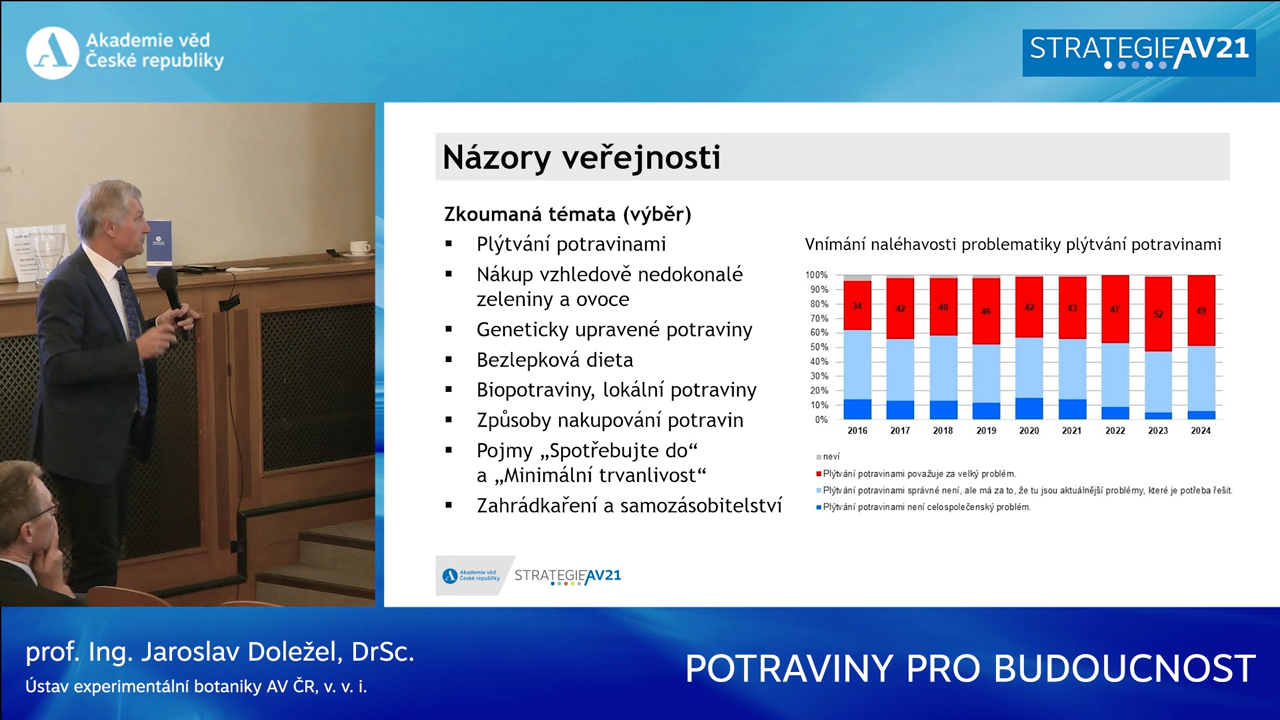 Akademie věd
České republiky
STRATEGIE AV21
Názory veřejnosti
Zkoumaná témata (výběr)
▪ Plýtvání potravinami
▪ Nákup vzhledově nedokonalé
zeleniny a ovoce
▪ Geneticky upravené potraviny
▪ Bezlepková dieta
▪ Biopotraviny, lokální potraviny
▪ Způsoby nakupování potravin
▪ Pojmy „Spotřebujte do“
a „Minimální trvanlivost“
▪ Zahrádkaření a samozásobitelství
Vnímání naléhavosti problematiky plýtvání potravinami
100%
90%
80%
70%
60%
50%
40%
30%
20%
10%
0%
34 42 40 46 42 43 47 52 49
2016 2017 2018 2019 2020 2021 2022 2023 2024
neví
Plýtvání potravinami považuje za velký problém.
Plýtvání potravinami správné není, ale má za to, že tu jsou aktuálnější problémy, které je potřeba řešit.
Plýtvání potravinami není celospolečenský problém.
Akademie věd
České republiky
STRATEGIE AV21
prof. Ing. Jaroslav Doležel, DrSc.
Ústav experimentální botaniky AV ČR, v. v. i.
POTRAVINY PRO BUDOUCNOST